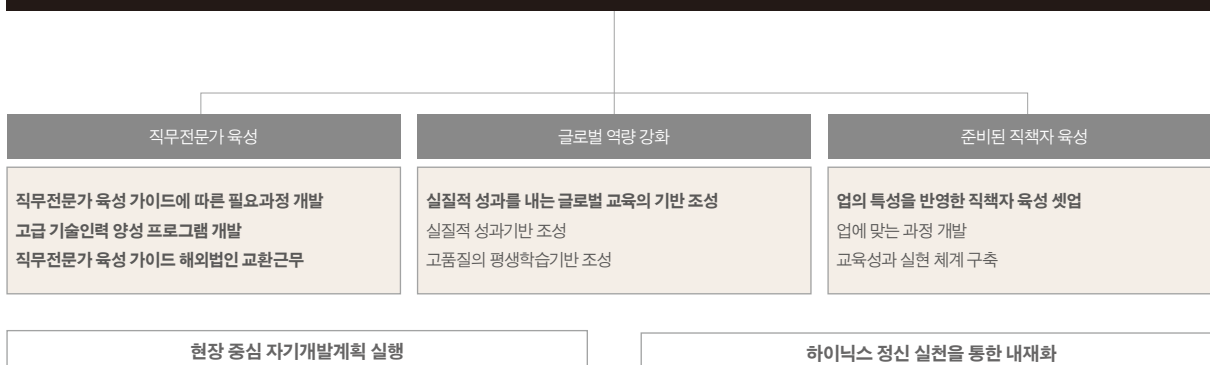 직무전문가 육성
글로벌 역량 강화
준비된 직책자 육성
직무전문가 육성 가이드에 따른 필요과정 개발
고급 기술인력 양성 프로그램 개발
직무전문가 육성 가이드 해외법인 교환근무
실질적 성과를 내는 글로벌 교육의 기반 조성
실질적 성과기반 조성
고품질의 평생학습기반 조성
업의 특성을 반영한 직책자 육성 셋업
업에 맞는 과정 개발
교육성과 실현 체계 구축
현장 중심 자기개발계획 실행
하이닉스 정신 실천을 통한 내재화